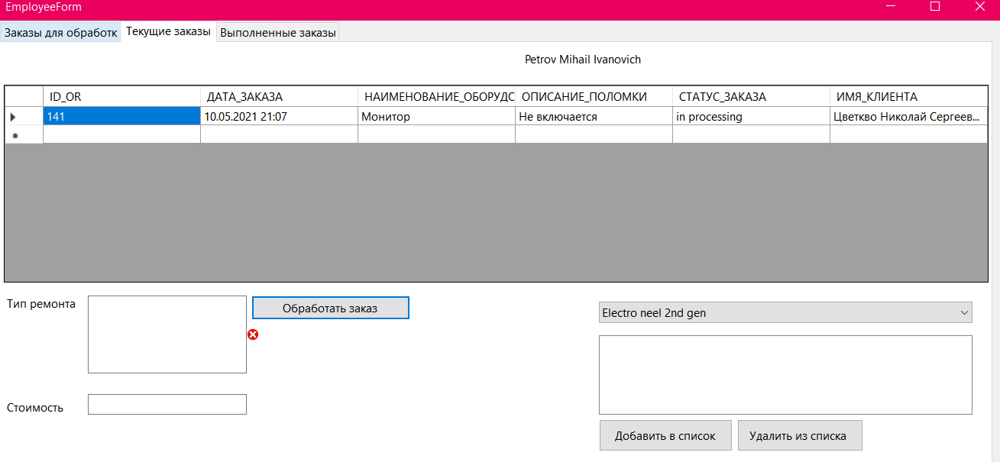 EmployeeForm
Заказы для обработк Текущие заказы Выполненные заказы
Petrov Mihail Ivanovich
ID_OR ДАТА_ЗАКАЗА НАИМЕНОВАНИЕ_ОБОРУДС ОПИСАНИЕ_ПОЛОМКИ СТАТУС_ЗАКАЗА ИМЯ_КЛИЕНТА
141 10.05.2021 21:07 Монитор Не включается in processing Цветкво Николай Сергеев...
Тип ремонта Обработать заказ
Electro neel 2nd gen
Стоимость
Добавить в список Удалить из списка